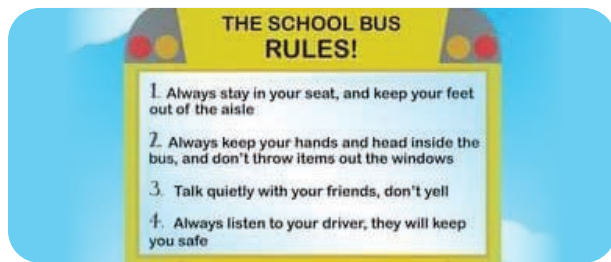 THE SCHOOL BUS
RULES!
1. Always stay in your seat, and keep your feet
out of the aisle
2. Always keep your hands and head inside the
bus, and don't throw items out the windows
3. Talk quietly with your friends, don't yell
4. Always listen to your driver, they will keep
you safe